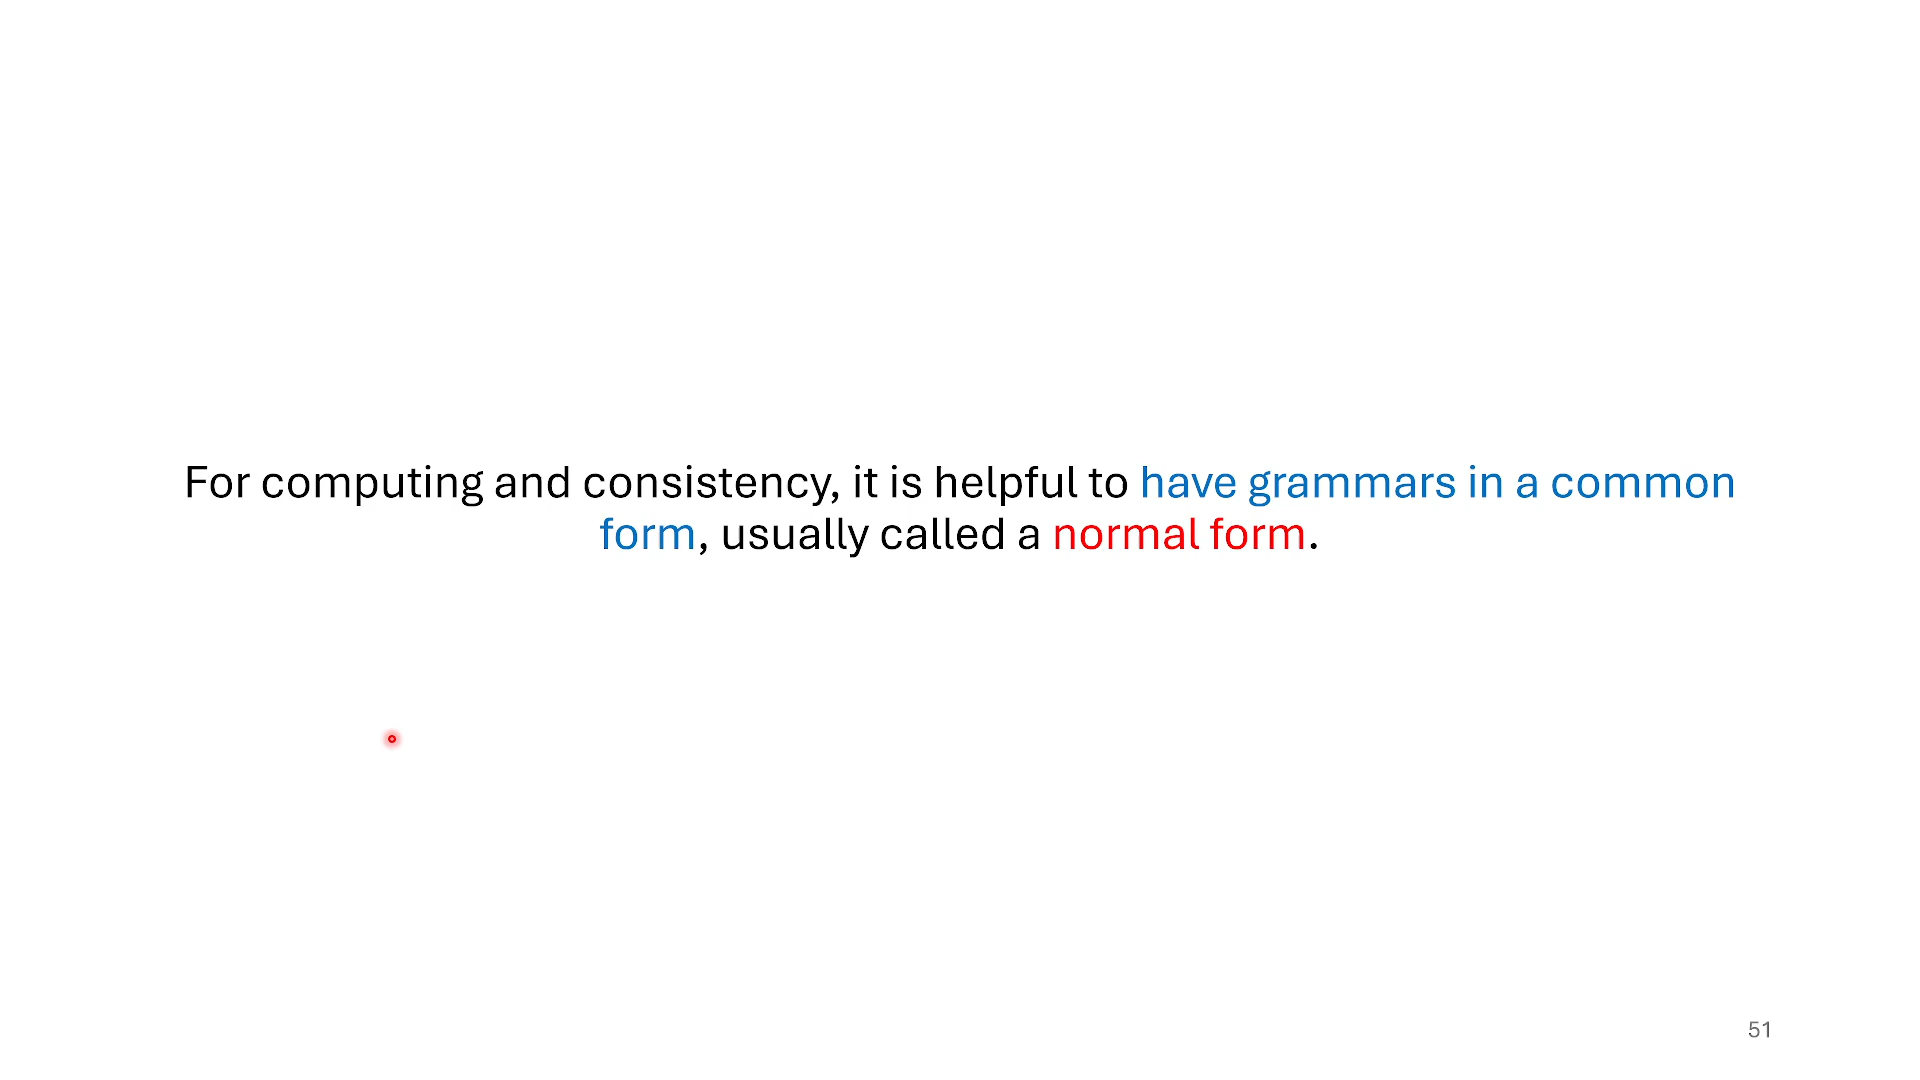 For computing and consistency, it is helpful to have grammars in a common
form, usually called a normal form.
51